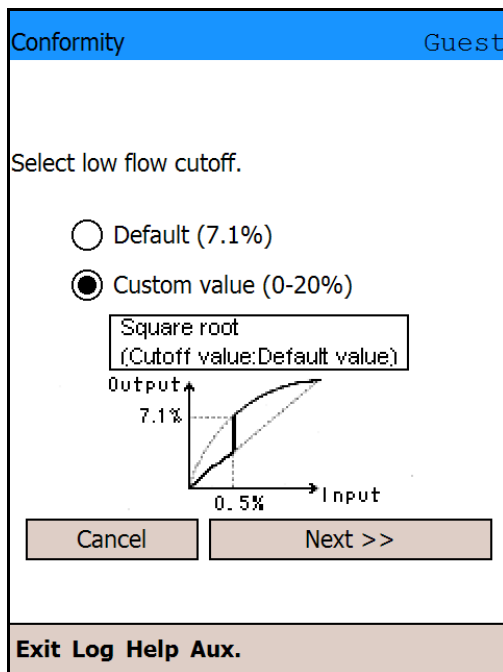 Conformity Guest
Select low flow cutoff.
Default (7.1%)
Custom value (0-20%)
Square root
(Cutoff value:Default value)
Output
7.1%
Input
0.5%
Cancel Next >>
Exit Log Help Aux.